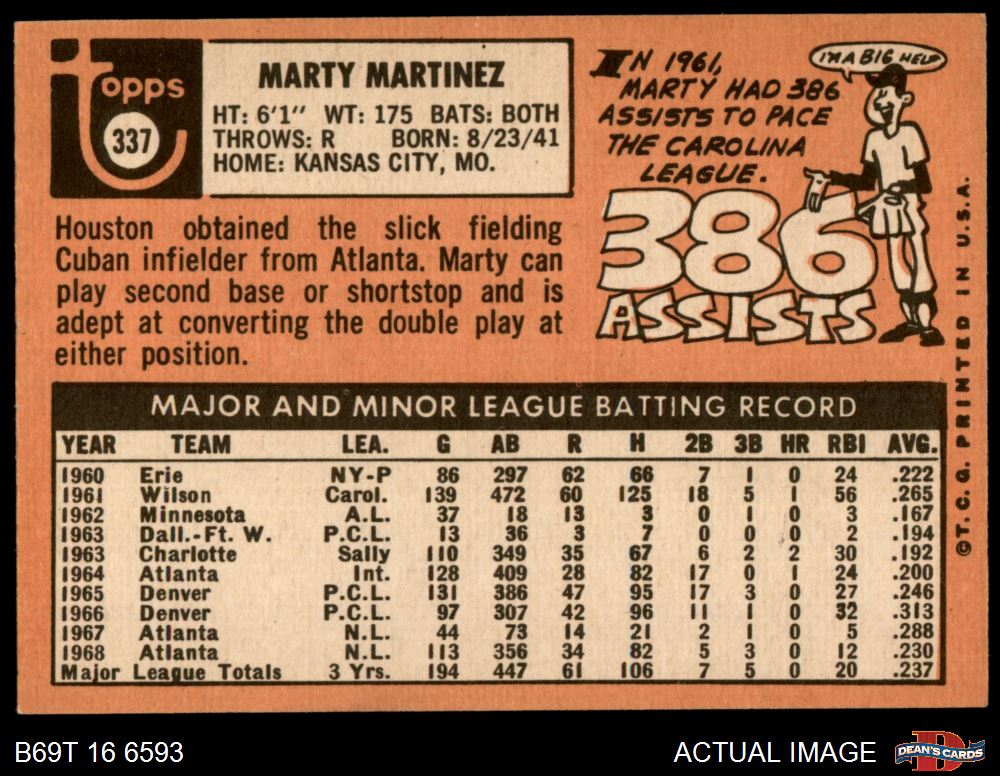 Topps
337
MARTY MARTINEZ
HT: 6'1" WT: 175 BATS: BOTH
THROWS: R BORN: 8/23/41
HOME: KANSAS CITY, MO.
Houston obtained the slick fielding
Cuban infielder from Atlanta. Marty can
play second base or shortstop and is
adept at converting the double play at
either position.
IN 1961,
MARTY HAD 386
ASSISTS TO PACE
THE CAROLINA
LEAGUE.
I'M A BIG HELP
386
ASSISTS
MAJOR AND MINOR LEAGUE BATTING RECORD
YEAR TEAM LEA. G AB R H 2B 3B HR RBI AVG.
1960 Erie NY-P 86 297 62 66 7 1 0 24 .222
1961 Wilson Carol. 139 472 60 125 18 5 1 56 .265
1962 Minnesota A.L. 37 18 13 3 0 1 0 3 .167
1963 Dall.-Ft. W. P.C.L. 13 36 3 7 0 0 0 2 .194
1963 Charlotte Sally 110 349 35 67 6 2 2 30 .192
1964 Atlanta Int. 128 409 28 82 17 0 1 24 .200
1965 Denver P.C.L. 131 386 47 95 17 3 0 27 .246
1966 Denver P.C.L. 97 307 42 96 11 1 0 32 .313
1967 Atlanta N.L. 44 73 14 21 2 1 0 5 .288
1968 Atlanta N.L. 113 356 34 82 5 3 0 12 .230
Major League Totals 3 Yrs. 194 447 61 106 7 5 0 20 .237
©T.C.G. PRINTED IN U.S.A.
B69T 16 6593
ACTUAL IMAGE
D
DEAN'S CARDS